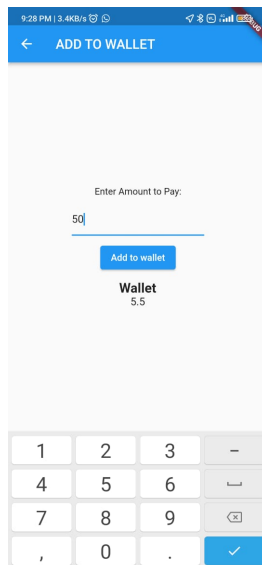 9:28 PM | 3.4KB/s
ADD TO WALLET
Enter Amount to Pay:
50
Add to wallet
Wallet
5.5
1 2 3 -
4 5 6
7 8 9
, 0 .